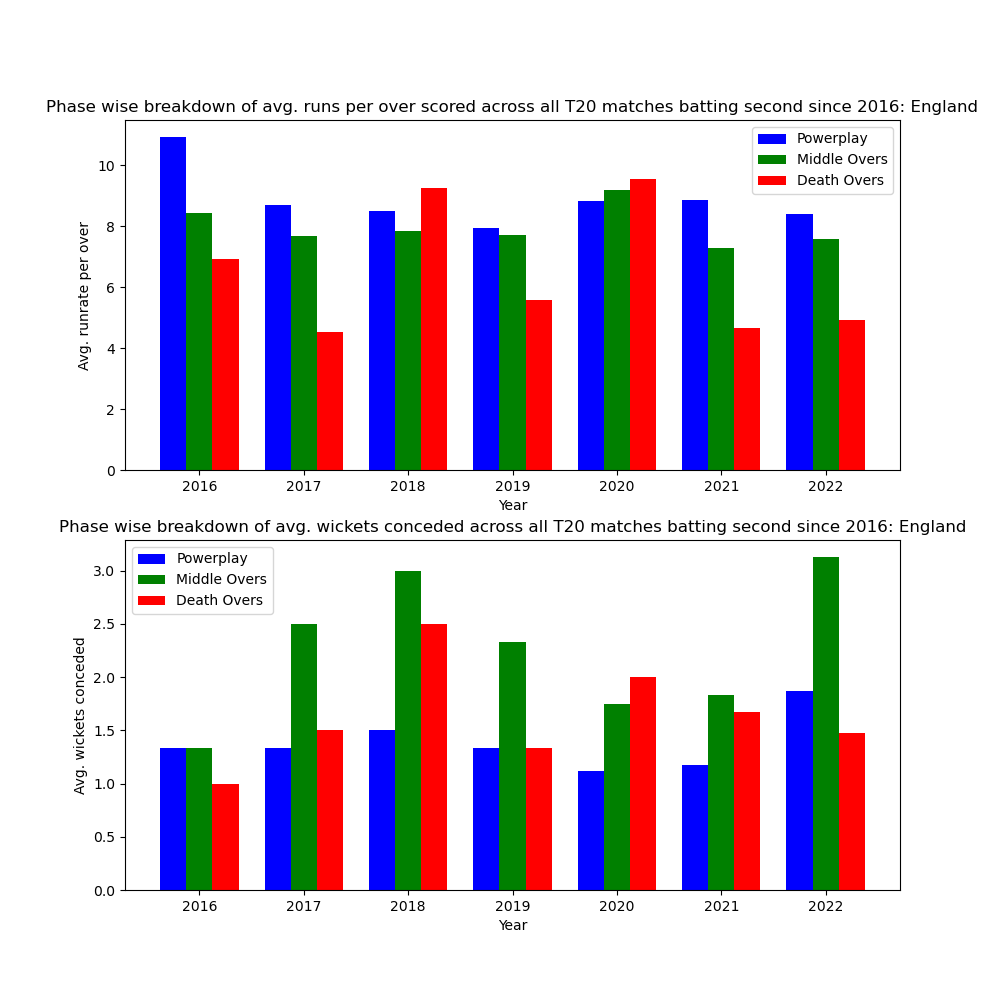 Phase wise breakdown of avg. runs per over scored across all T20 matches batting second since 2016: England
Powerplay
Middle Overs
Death Overs
Avg. runrate per over
10
8
6
4
2
0
2016 2017 2018 2019 2020 2021 2022
Year
Phase wise breakdown of avg. wickets conceded across all T20 matches batting second since 2016: England
Powerplay
Middle Overs
Death Overs
Avg. wickets conceded
3.0
2.5
2.0
1.5
1.0
0.5
0.0
2016 2017 2018 2019 2020 2021 2022
Year